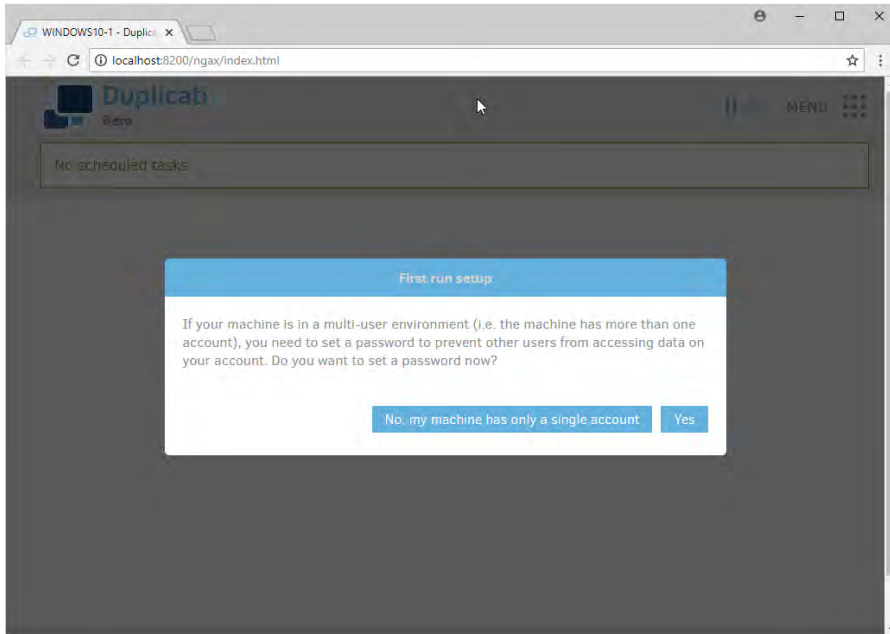 WINDOWS10-1 - Duplica
localhost:8200/ngax/index.html
Duplicati
Beta
MENU
No scheduled tasks
First run setup
If your machine is in a multi-user environment (i.e. the machine has more than one
account), you need to set a password to prevent other users from accessing data on
your account. Do you want to set a password now?
No, my machine has only a single account
Yes